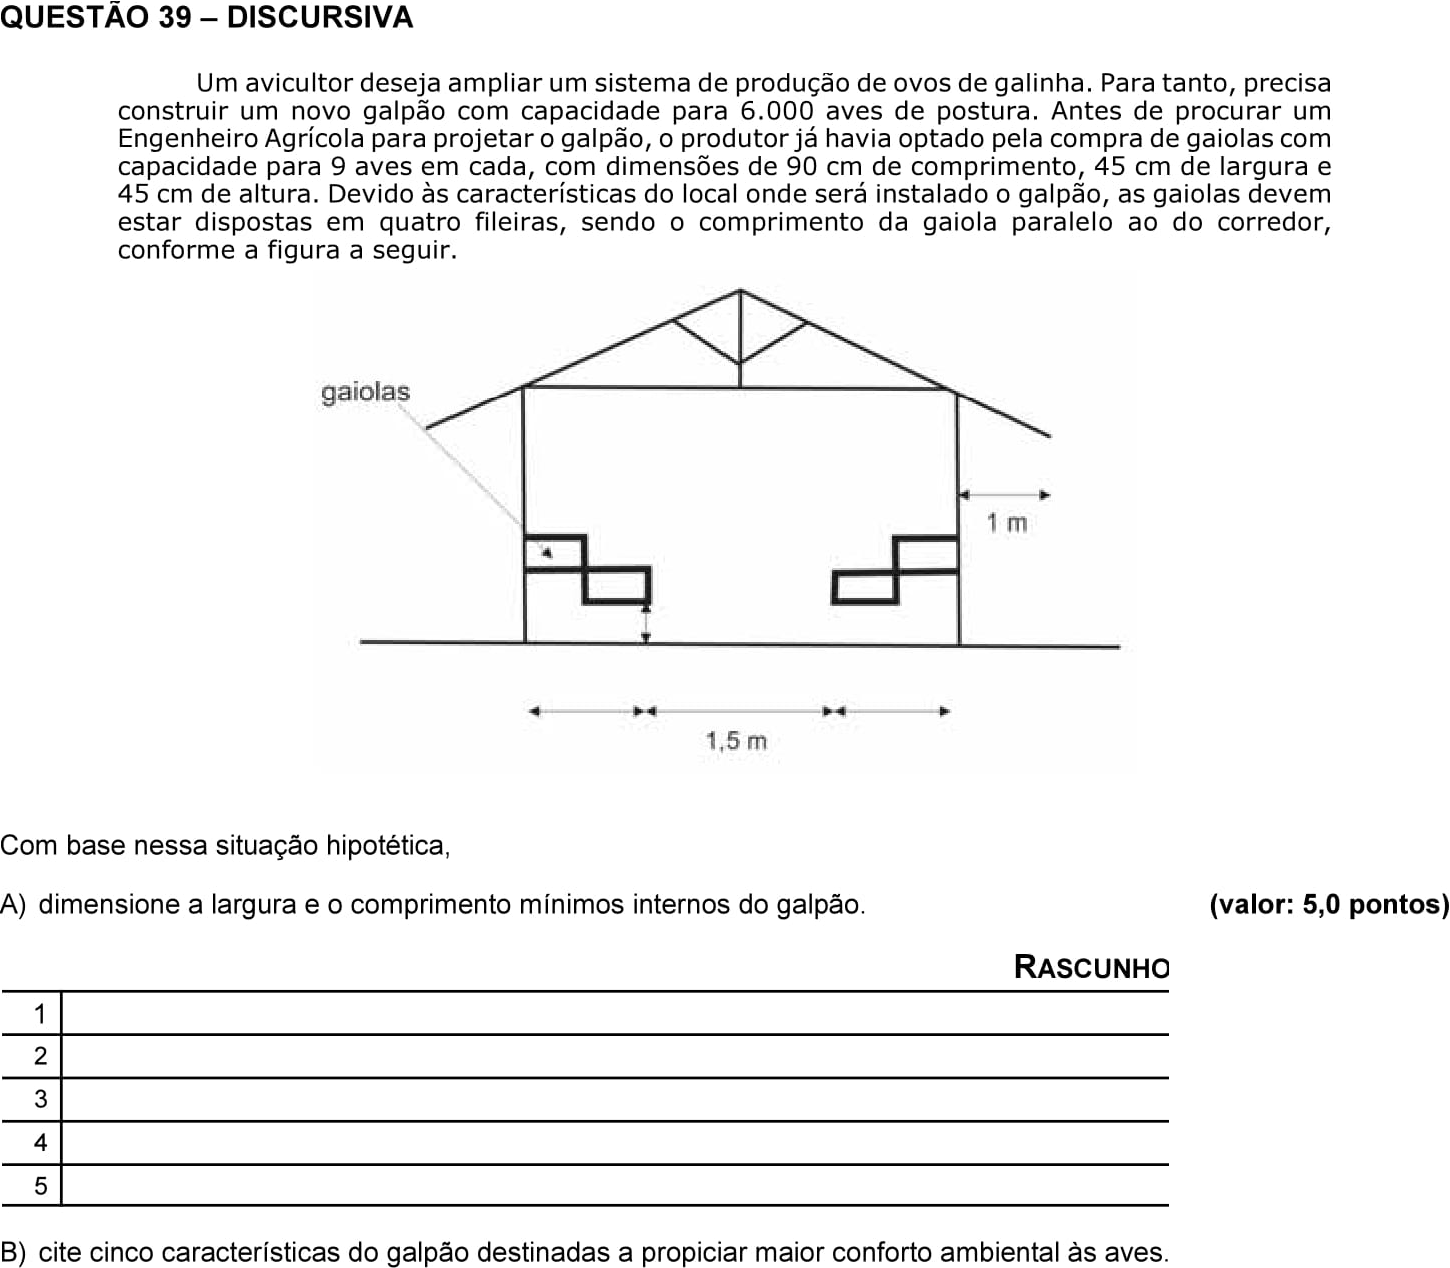 QUESTÃO 39 – DISCURSIVA
Um avicultor deseja ampliar um sistema de produção de ovos de galinha. Para tanto, precisa
construir um novo galpão com capacidade para 6.000 aves de postura. Antes de procurar um
Engenheiro Agrícola para projetar o galpão, o produtor já havia optado pela compra de gaiolas com
capacidade para 9 aves em cada, com dimensões de 90 cm de comprimento, 45 cm de largura e
45 cm de altura. Devido às características do local onde será instalado o galpão, as gaiolas devem
estar dispostas em quatro fileiras, sendo o comprimento da gaiola paralelo ao do corredor,
conforme a figura a seguir.
gaiolas
1 m
1,5 m
Com base nessa situação hipotética,
A) dimensione a largura e o comprimento mínimos internos do galpão. (valor: 5,0 pontos)
RASCUNHO
1
2
3
4
5
B) cite cinco características do galpão destinadas a propiciar maior conforto ambiental às aves.